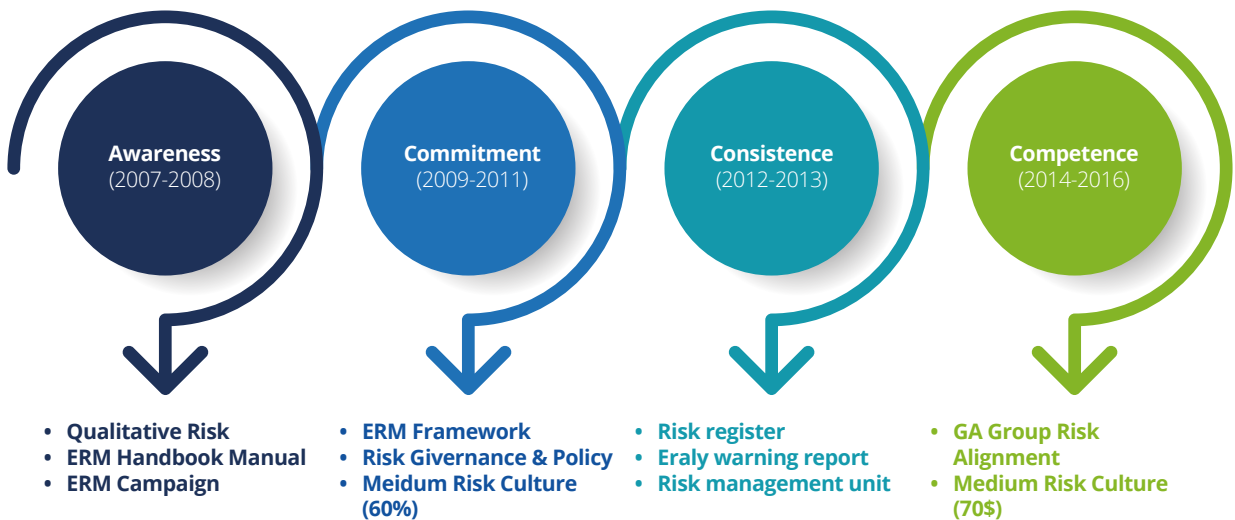 Awareness
(2007-2008)
Commitment
(2009-2011)
Consistence
(2012-2013)
Competence
(2014-2016)
• Qualitative Risk
• ERM Handbook Manual
• ERM Campaign
• ERM Framework
• Risk Givernance & Policy
• Meidum Risk Culture
(60%)
• Risk register
• Eraly warning report
• Risk management unit
• GA Group Risk
Alignment
• Medium Risk Culture
(70$)